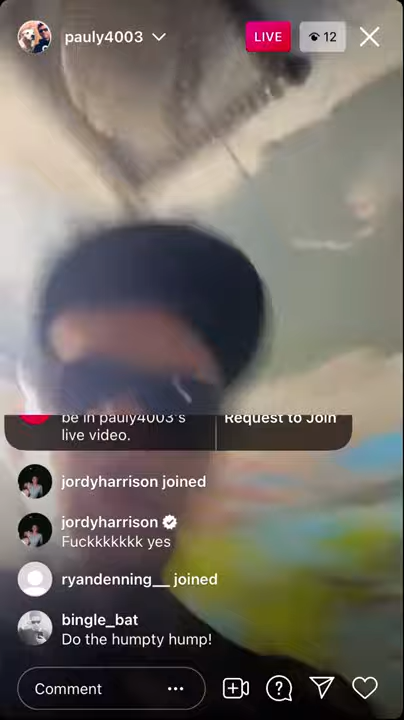 pauly4003
LIVE
12
be in pauly4003's
live video.
Request to Join
jordyharrison joined
jordyharrison
Fuckkkkkkk yes
ryandenning__ joined
bingle_bat
Do the humpty hump!
Comment